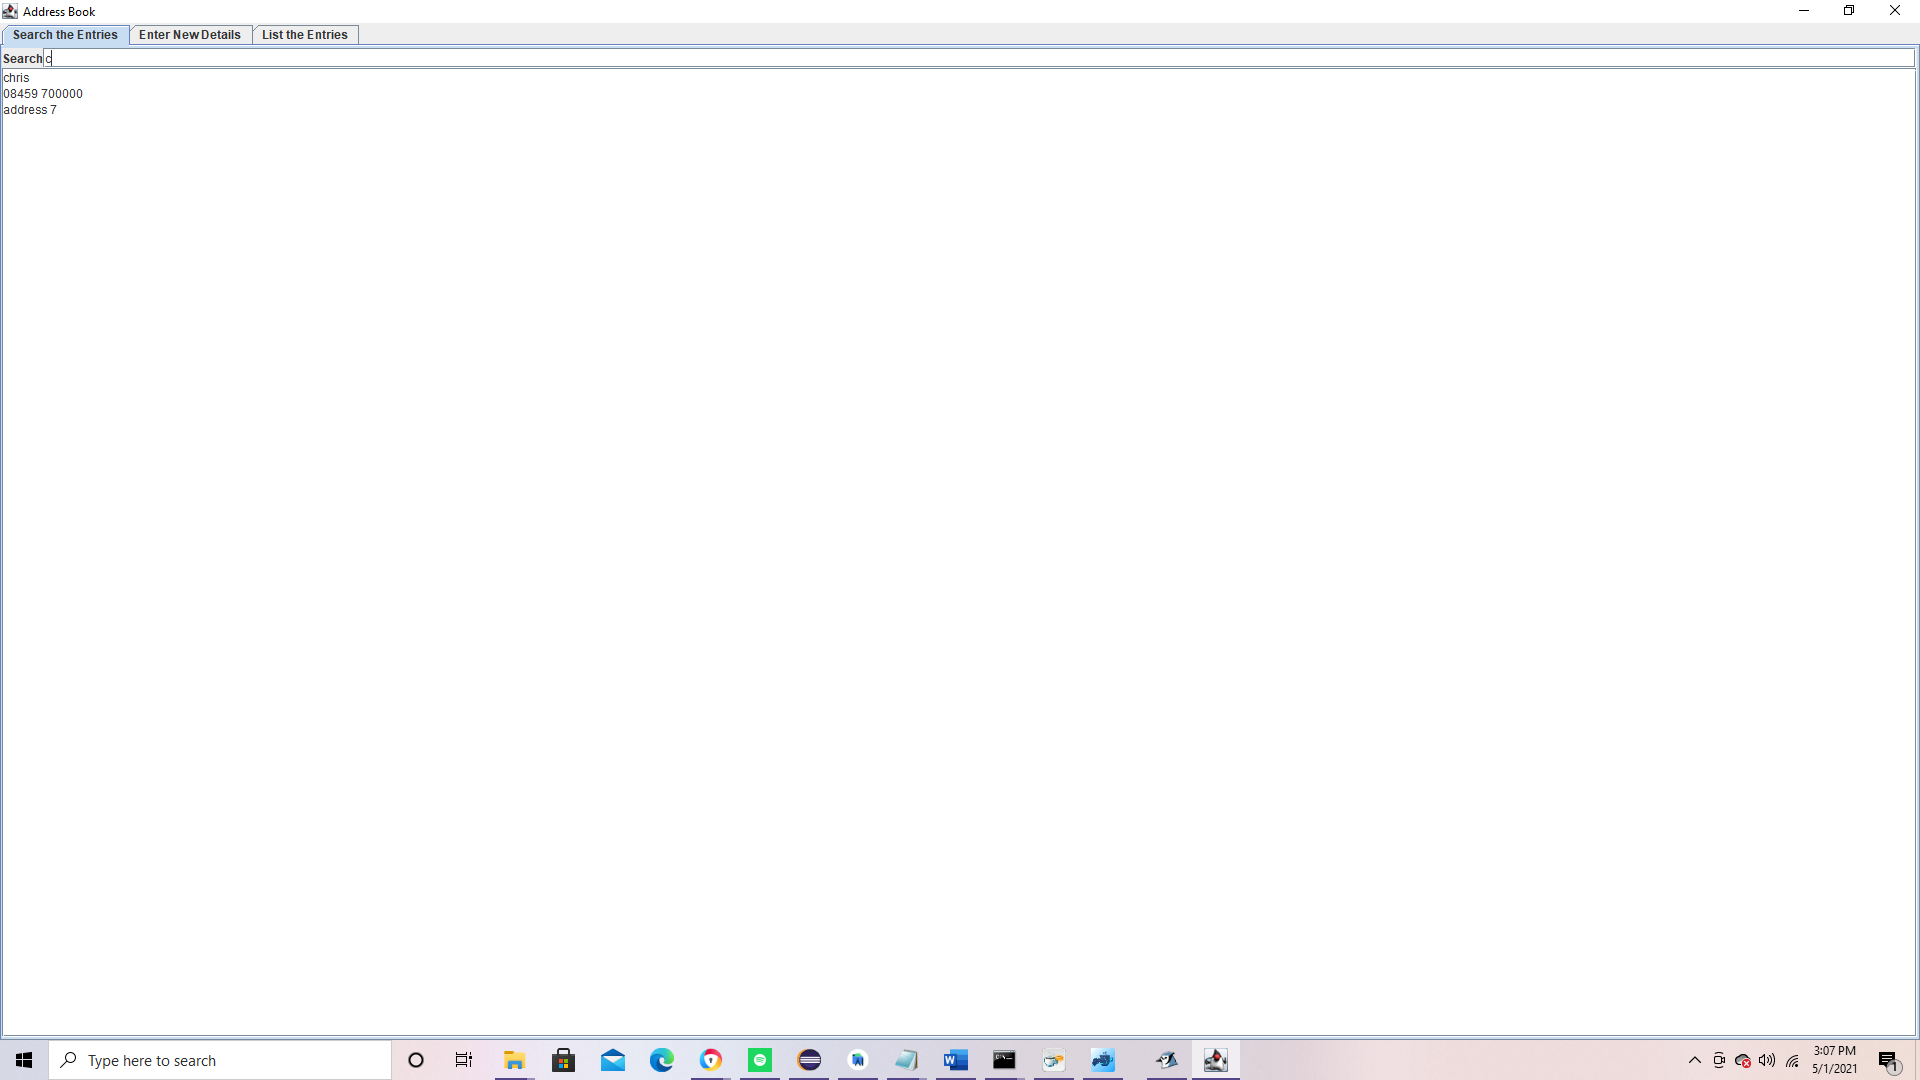 Address Book
Search the Entries
Enter New Details
List the Entries
Search c
chris
08459 700000
address 7
Type here to search
3:07 PM
5/1/2021
1